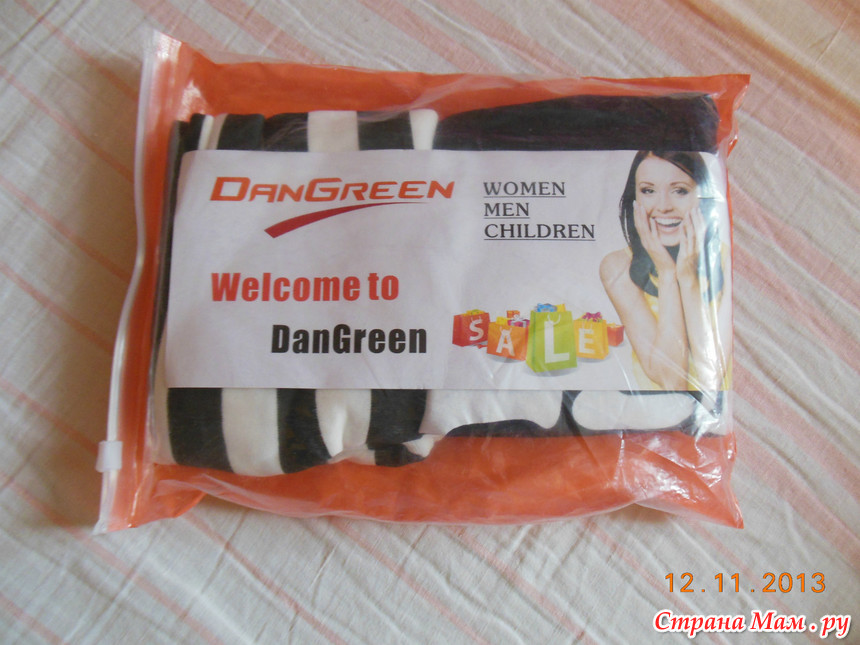 DANGREEN
WOMEN
MEN
CHILDREN
Welcome to
DanGreen
SALE
12.11.2013
Страна Мам.ру